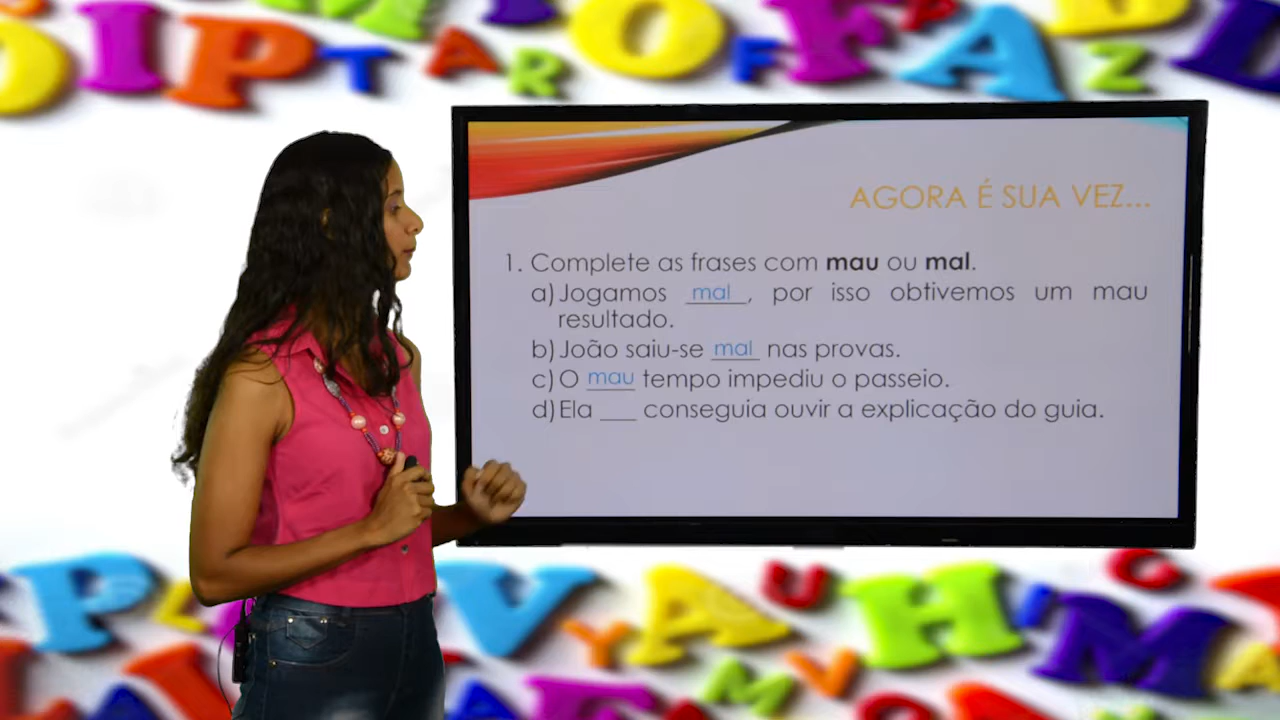 AGORA É SUA VEZ...
1. Complete as frases com mau ou mal.
a) Jogamos mal, por isso obtivemos um mau
resultado.
b) João saiu-se mal nas provas.
c) O mau tempo impediu o passeio.
d) Ela ___ conseguia ouvir a explicação do guia.